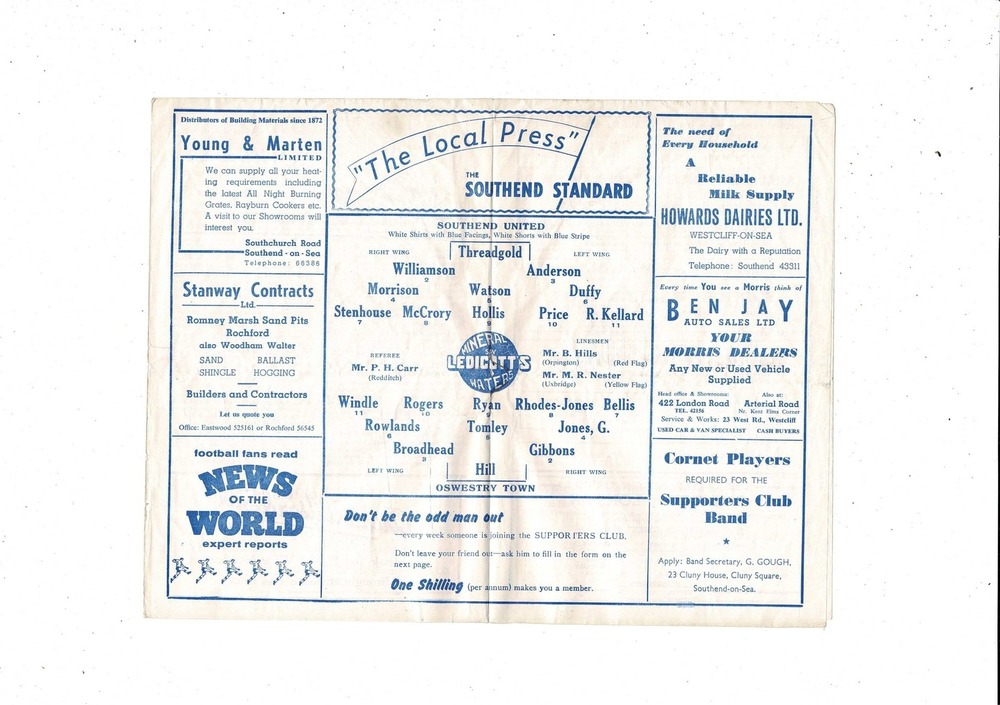 Distributors of Building Materials since 1872
Young & Marten
LIMITED
We can supply all your heat-
ing requirements including
the latest All Night Burning
Grates, Rayburn Cookers etc.
A visit to our Showrooms will
interest you.
Southchurch Road
Southend - on - Sea
Telephone: 66386
Stanway Contracts
Ltd.
Romney Marsh Sand Pits
Rochford
also Woodham Walter
SAND BALLAST
SHINGLE HOGGING
Builders and Contractors
Let us quote you
Office: Eastwood 525161 or Rochford 56545
football fans read
NEWS
OF THE
WORLD
expert reports
"The Local Press"
THE
SOUTHEND STANDARD
SOUTHEND UNITED
White Shirts with Blue Facings, White Shorts with Blue Stripe
RIGHT WING Threadgold LEFT WING
Williamson Anderson
2 3
Morrison Watson Duffy
4 5 6
Stenhouse McCrory Hollis Price R. Kellard
7 8 9 10 11
REFEREE
Mr. P. H. Carr
(Redditch)
MINERAL
LEDICOTT'S
WATERS
LINESMEN
Mr. B. Hills
(Orpington) (Red Flag)
Mr. M. R. Nester
(Uxbridge) (Yellow Flag)
Windle Rogers Ryan Rhodes-Jones Bellis
11 10 9 8 7
Rowlands Tomley Jones, G.
6 5 4
Broadhead Gibbons
3 2
LEFT WING Hill RIGHT WING
OSWESTRY TOWN
Don't be the odd man out
—every week someone is joining the SUPPORTERS CLUB.
Don't leave your friend out—ask him to fill in the form on the
next page.
One Shilling (per annum) makes you a member.
The need of
Every Household
A
Reliable
Milk Supply
HOWARDS DAIRIES LTD.
WESTCLIFF-ON-SEA
The Dairy with a Reputation
Telephone: Southend 43311
Every time You see a Morris think of
BEN JAY
AUTO SALES LTD
YOUR
MORRIS DEALERS
Any New or Used Vehicle
Supplied
Head office & Showrooms: Also at:
422 London Road Arterial Road
TEL. 42156 Nr. Kent Elms Corner
Service & Works: 23 West Rd., Westcliff
USED CAR & VAN SPECIALIST CASH BUYERS
Cornet Players
REQUIRED FOR THE
Supporters Club
Band
Apply: Band Secretary, G. GOUGH,
23 Cluny House, Cluny Square,
Southend-on-Sea.